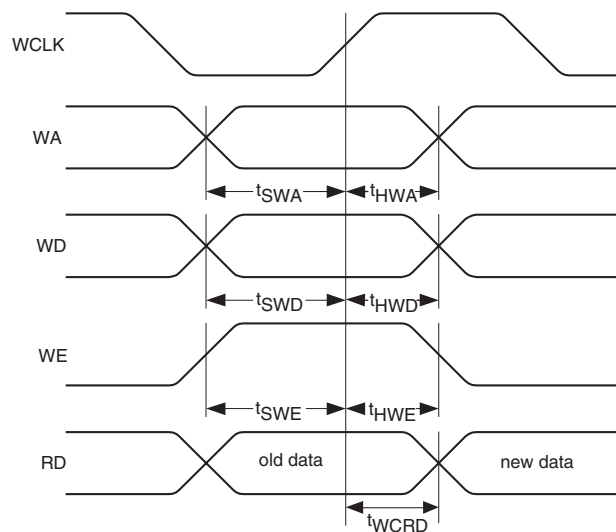 WCLK
WA
tSWA tHWA
WD
tSWD tHWD
WE
tSWE tHWE
RD old data new data
tWCRD